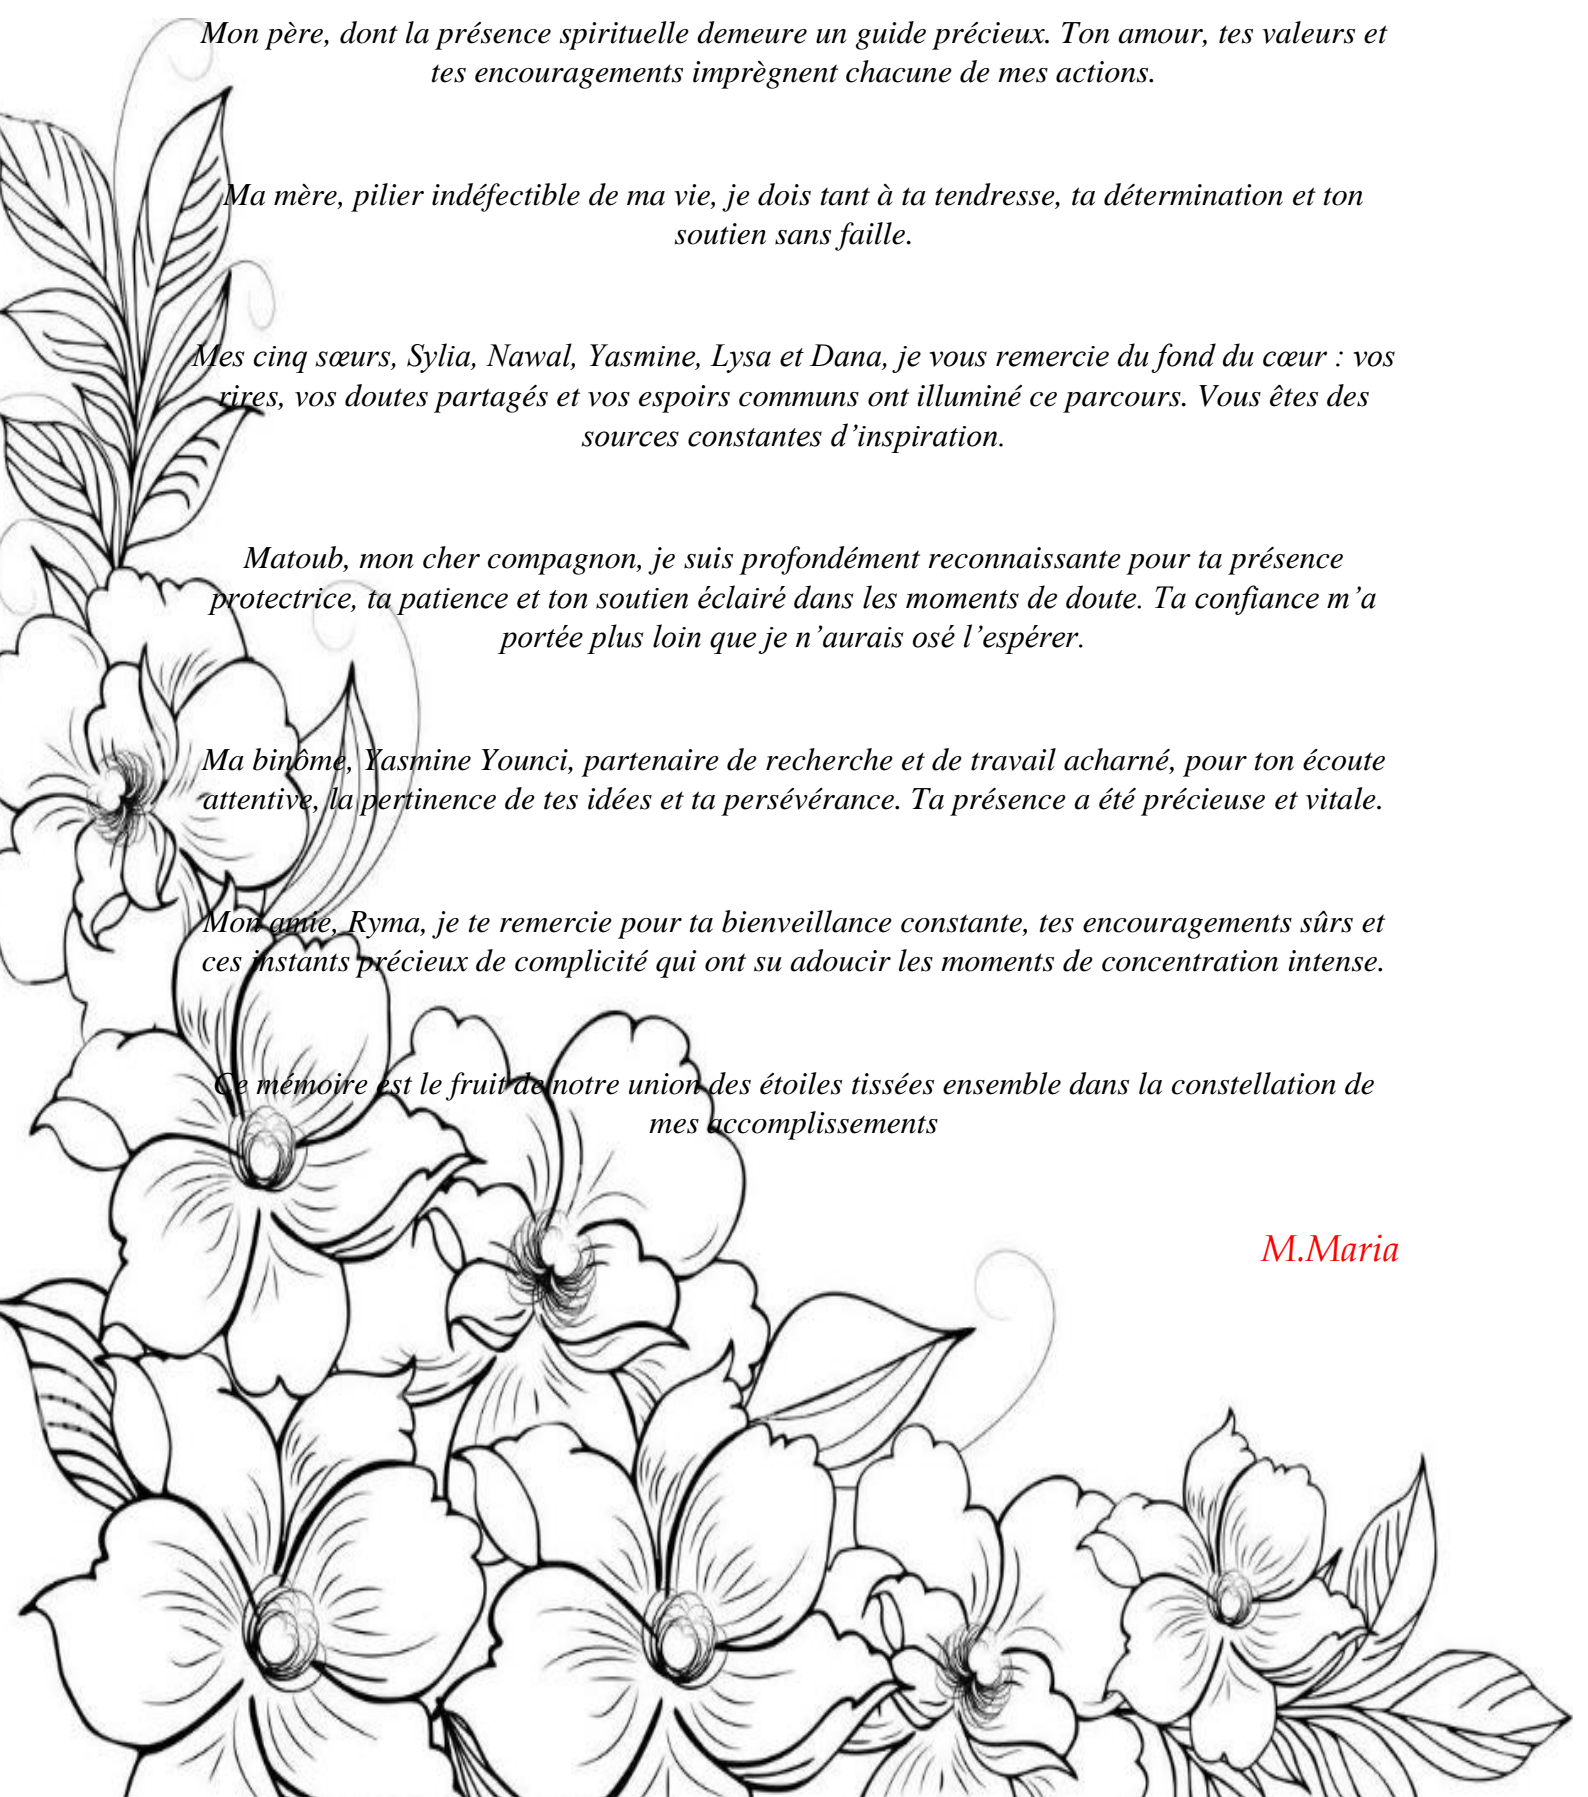 Mon père, dont la présence spirituelle demeure un guide précieux. Ton amour, tes valeurs et
tes encouragements imprègnent chacune de mes actions.
Ma mère, pilier indéfectible de ma vie, je dois tant à ta tendresse, ta détermination et ton
soutien sans faille.
Mes cinq sœurs, Sylia, Nawal, Yasmine, Lysa et Dana, je vous remercie du fond du cœur : vos
rires, vos doutes partagés et vos espoirs communs ont illuminé ce parcours. Vous êtes des
sources constantes d’inspiration.
Matoub, mon cher compagnon, je suis profondément reconnaissante pour ta présence
protectrice, ta patience et ton soutien éclairé dans les moments de doute. Ta confiance m’a
portée plus loin que je n’aurais osé l’espérer.
Ma binôme, Yasmine Younci, partenaire de recherche et de travail acharné, pour ton écoute
attentive, la pertinence de tes idées et ta persévérance. Ta présence a été précieuse et vitale.
Mon amie, Ryma, je te remercie pour ta bienveillance constante, tes encouragements sûrs et
ces instants précieux de complicité qui ont su adoucir les moments de concentration intense.
Ce mémoire est le fruit de notre union des étoiles tissées ensemble dans la constellation de
mes accomplissements
M.Maria